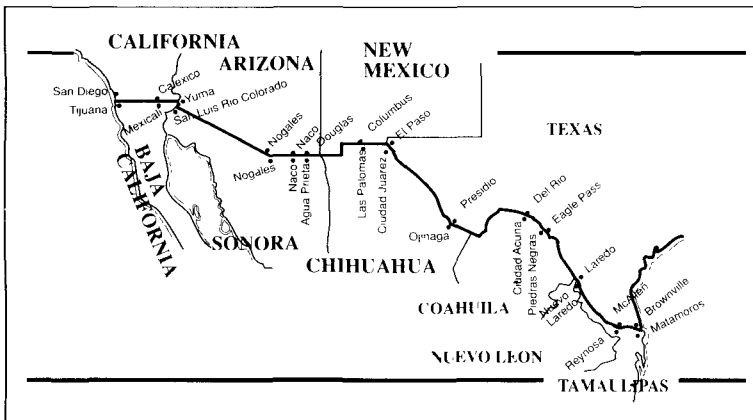 CALIFORNIA
ARIZONA
NEW
MEXICO
TEXAS
San Diego
Tijuana
Calexico
Mexicali
Yuma
San Luis Rio Colorado
BAJA
CALIFORNIA
SONORA
Nogales
Nogales
Naco
Naco
Douglas
Agua Prieta
Columbus
Las Palomas
El Paso
Ciudad Juarez
CHIHUAHUA
Presidio
Ojinaga
COAHUILA
Del Rio
Ciudad Acuna
Eagle Pass
Piedras Negras
Laredo
Nuevo
Laredo
NUEVO LEON
McAllen
Reynosa
Brownville
Matamoros
TAMAULIPAS